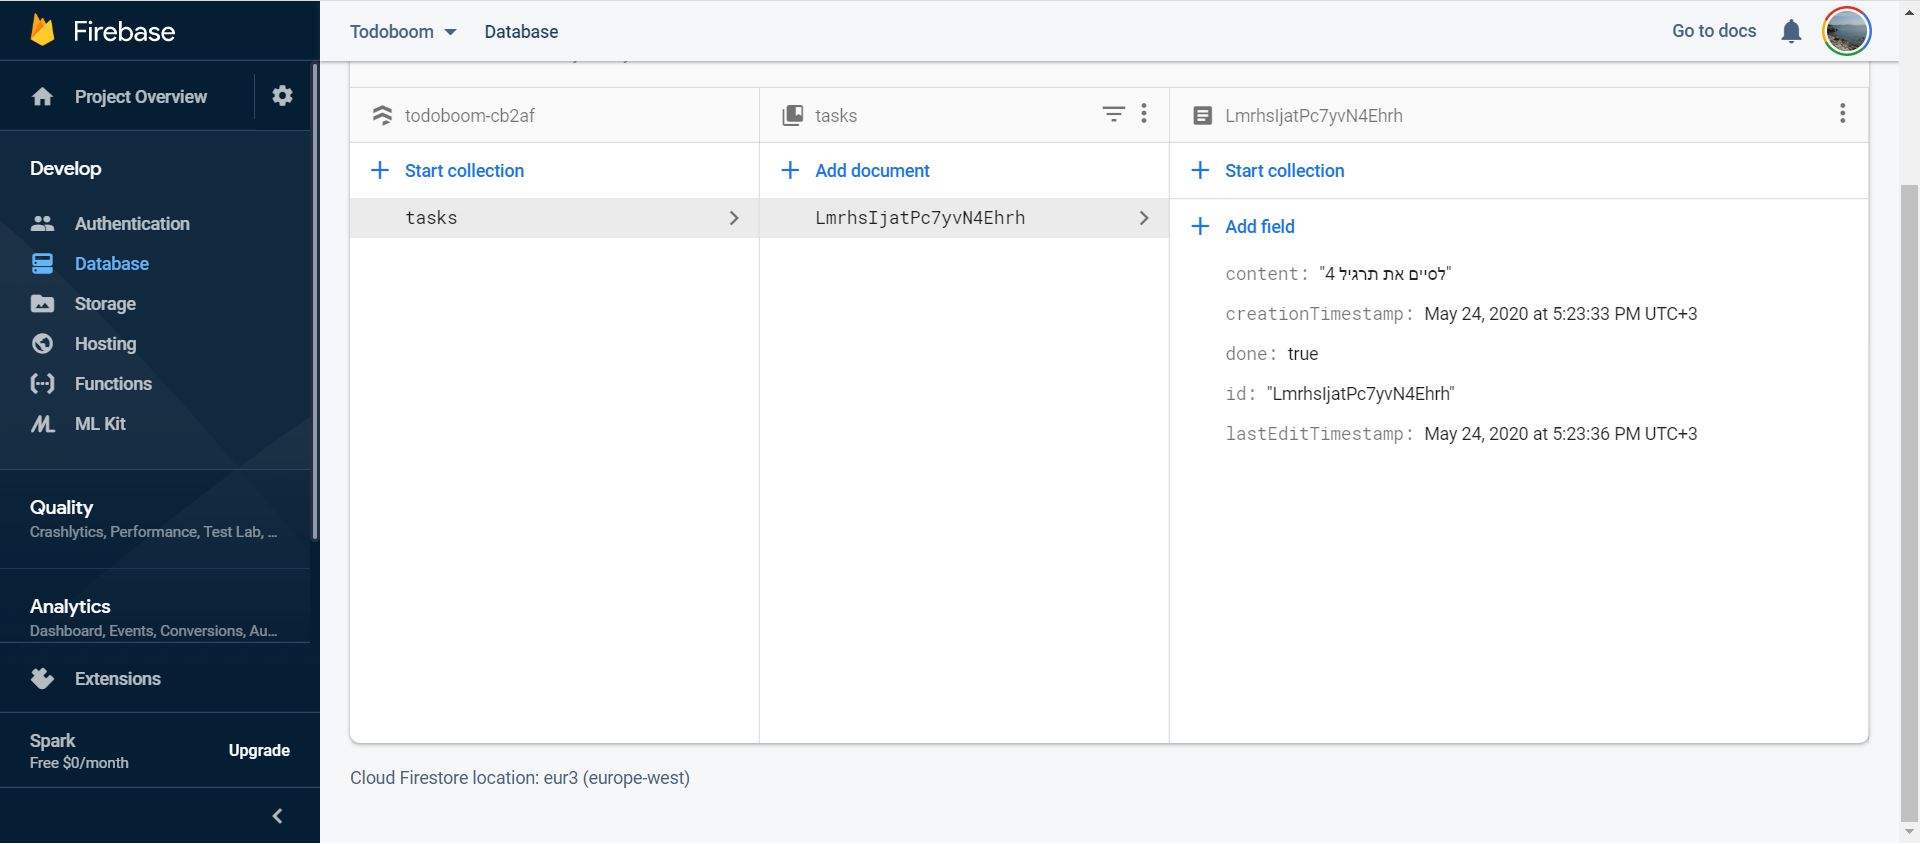 Firebase
Todoboom
Database
Go to docs
Project Overview
Develop
Authentication
Database
Storage
Hosting
Functions
ML Kit
Quality
Crashlytics, Performance, Test Lab, ...
Analytics
Dashboard, Events, Conversions, Au...
Extensions
Spark
Free $0/month
Upgrade
todoboom-cb2af
Start collection
tasks
tasks
Add document
LmrhsIjatPc7yvN4Ehrh
LmrhsIjatPc7yvN4Ehrh
Start collection
Add field
content: "לסיים את תרגיל 4"
creationTimestamp: May 24, 2020 at 5:23:33 PM UTC+3
done: true
id: "LmrhsIjatPc7yvN4Ehrh"
lastEditTimestamp: May 24, 2020 at 5:23:36 PM UTC+3
Cloud Firestore location: eur3 (europe-west)